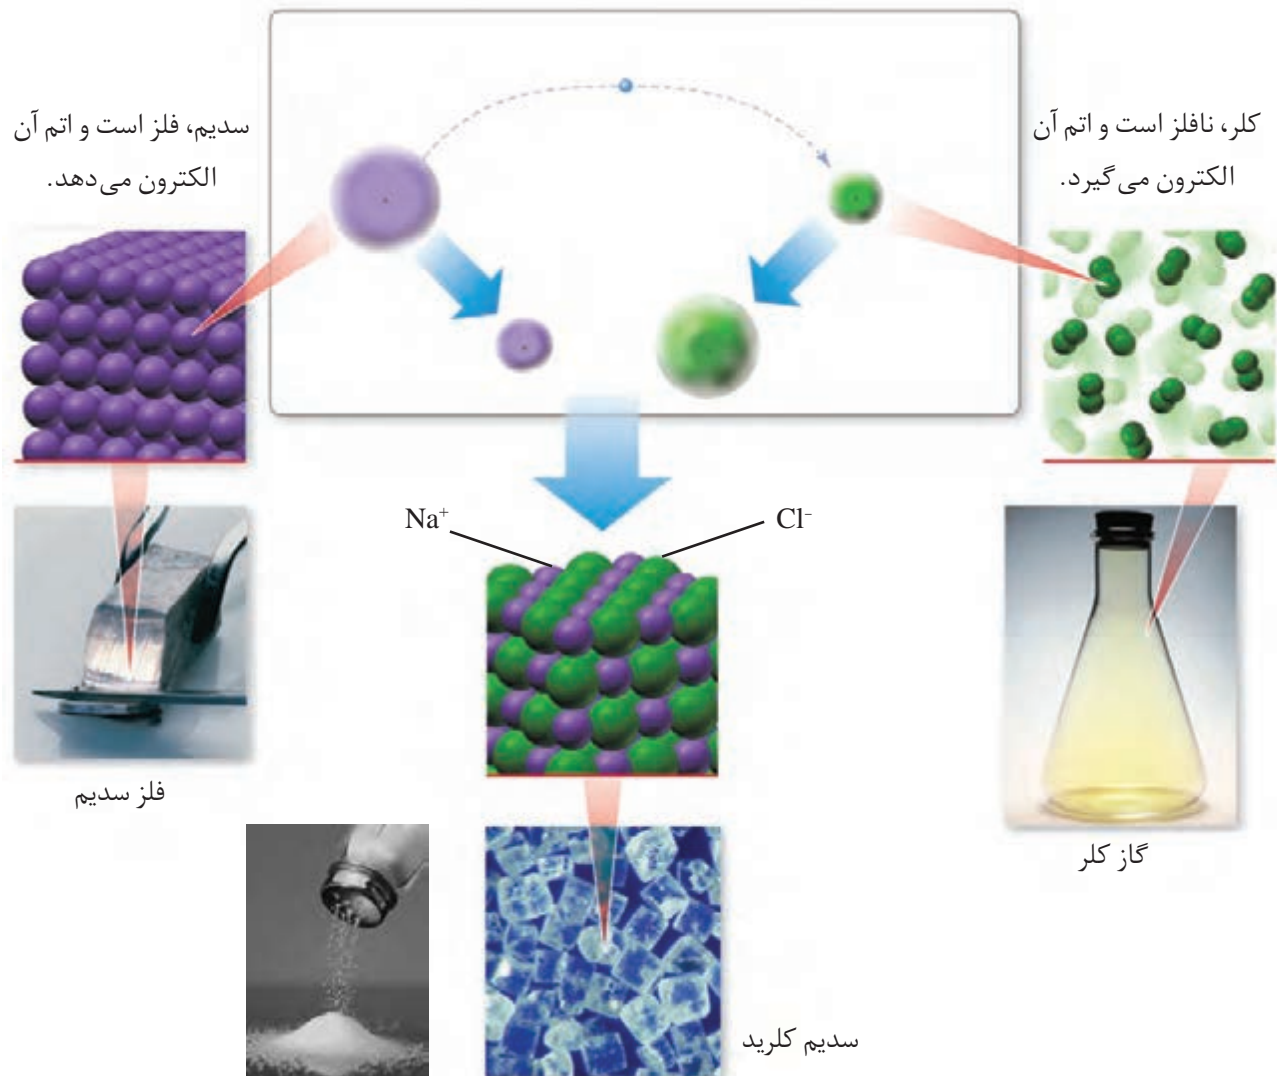 کلر، نافلز است و اتم آن
الکترون می‌گیرد.
سدیم، فلز است و اتم آن
الکترون می‌دهد.
Na⁺
Cl⁻
فلز سدیم
گاز کلر
سدیم کلرید